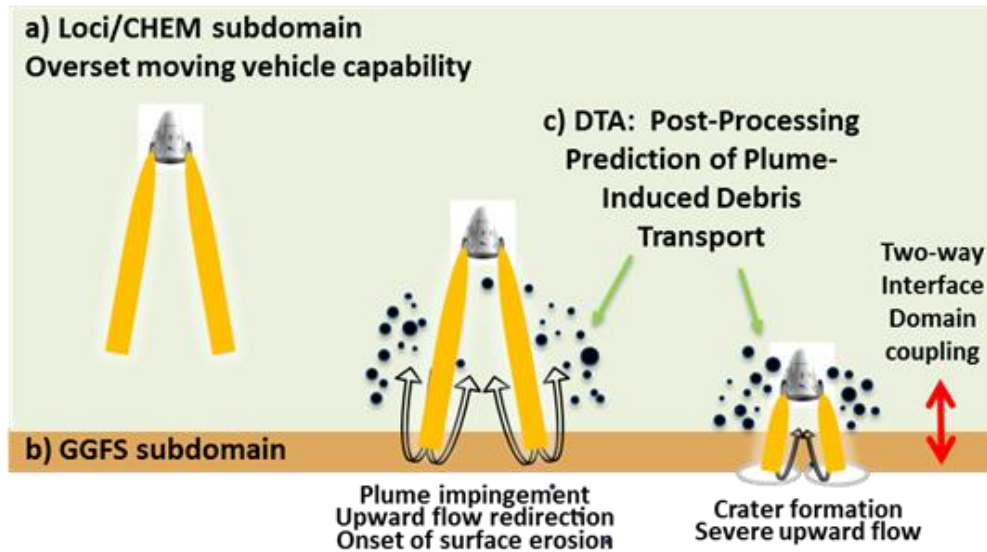 a) Loci/CHEM subdomain
Overset moving vehicle capability
c) DTA: Post-Processing
Prediction of Plume-
Induced Debris
Transport
Two-way
Interface
Domain
coupling
b) GGFS subdomain
Plume impingement
Upward flow redirection
Onset of surface erosion
Crater formation
Severe upward flow